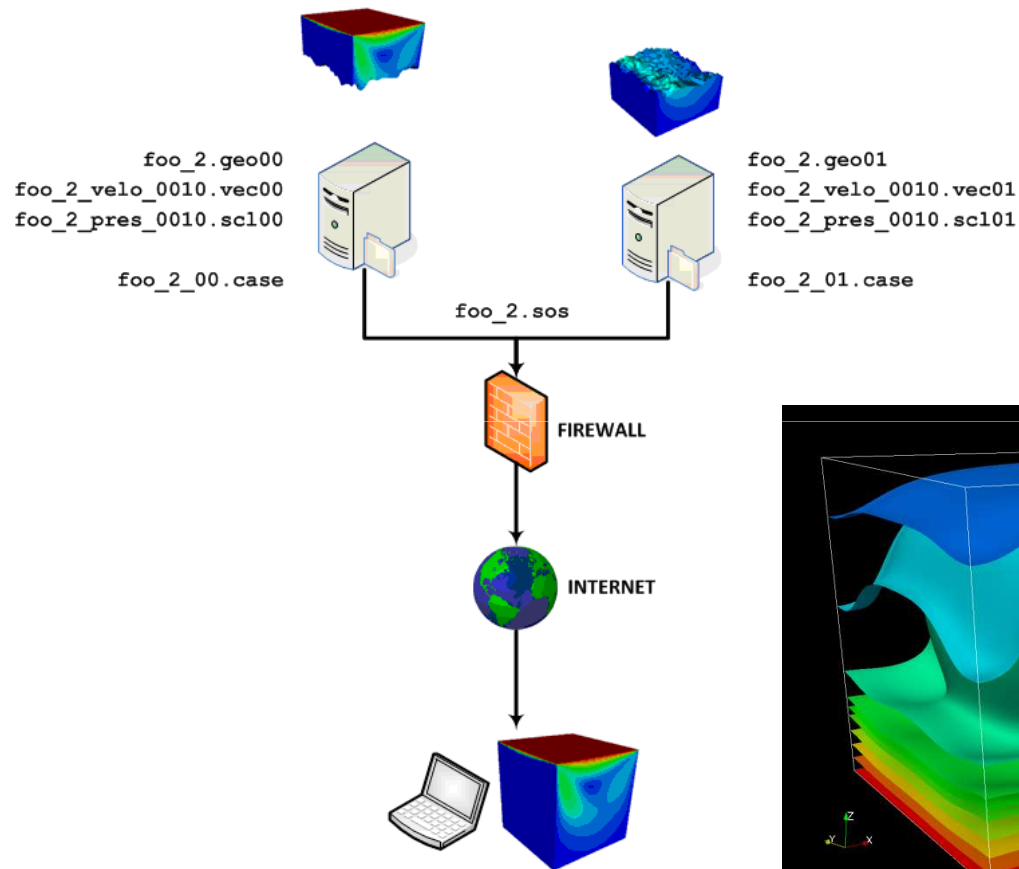 foo_2.geo00
foo_2_velo_0010.vec00
foo_2_pres_0010.scl00
foo_2_00.case
foo_2.geo01
foo_2_velo_0010.vec01
foo_2_pres_0010.scl01
foo_2_01.case
foo_2.sos
FIREWALL
INTERNET
Z
Y
X